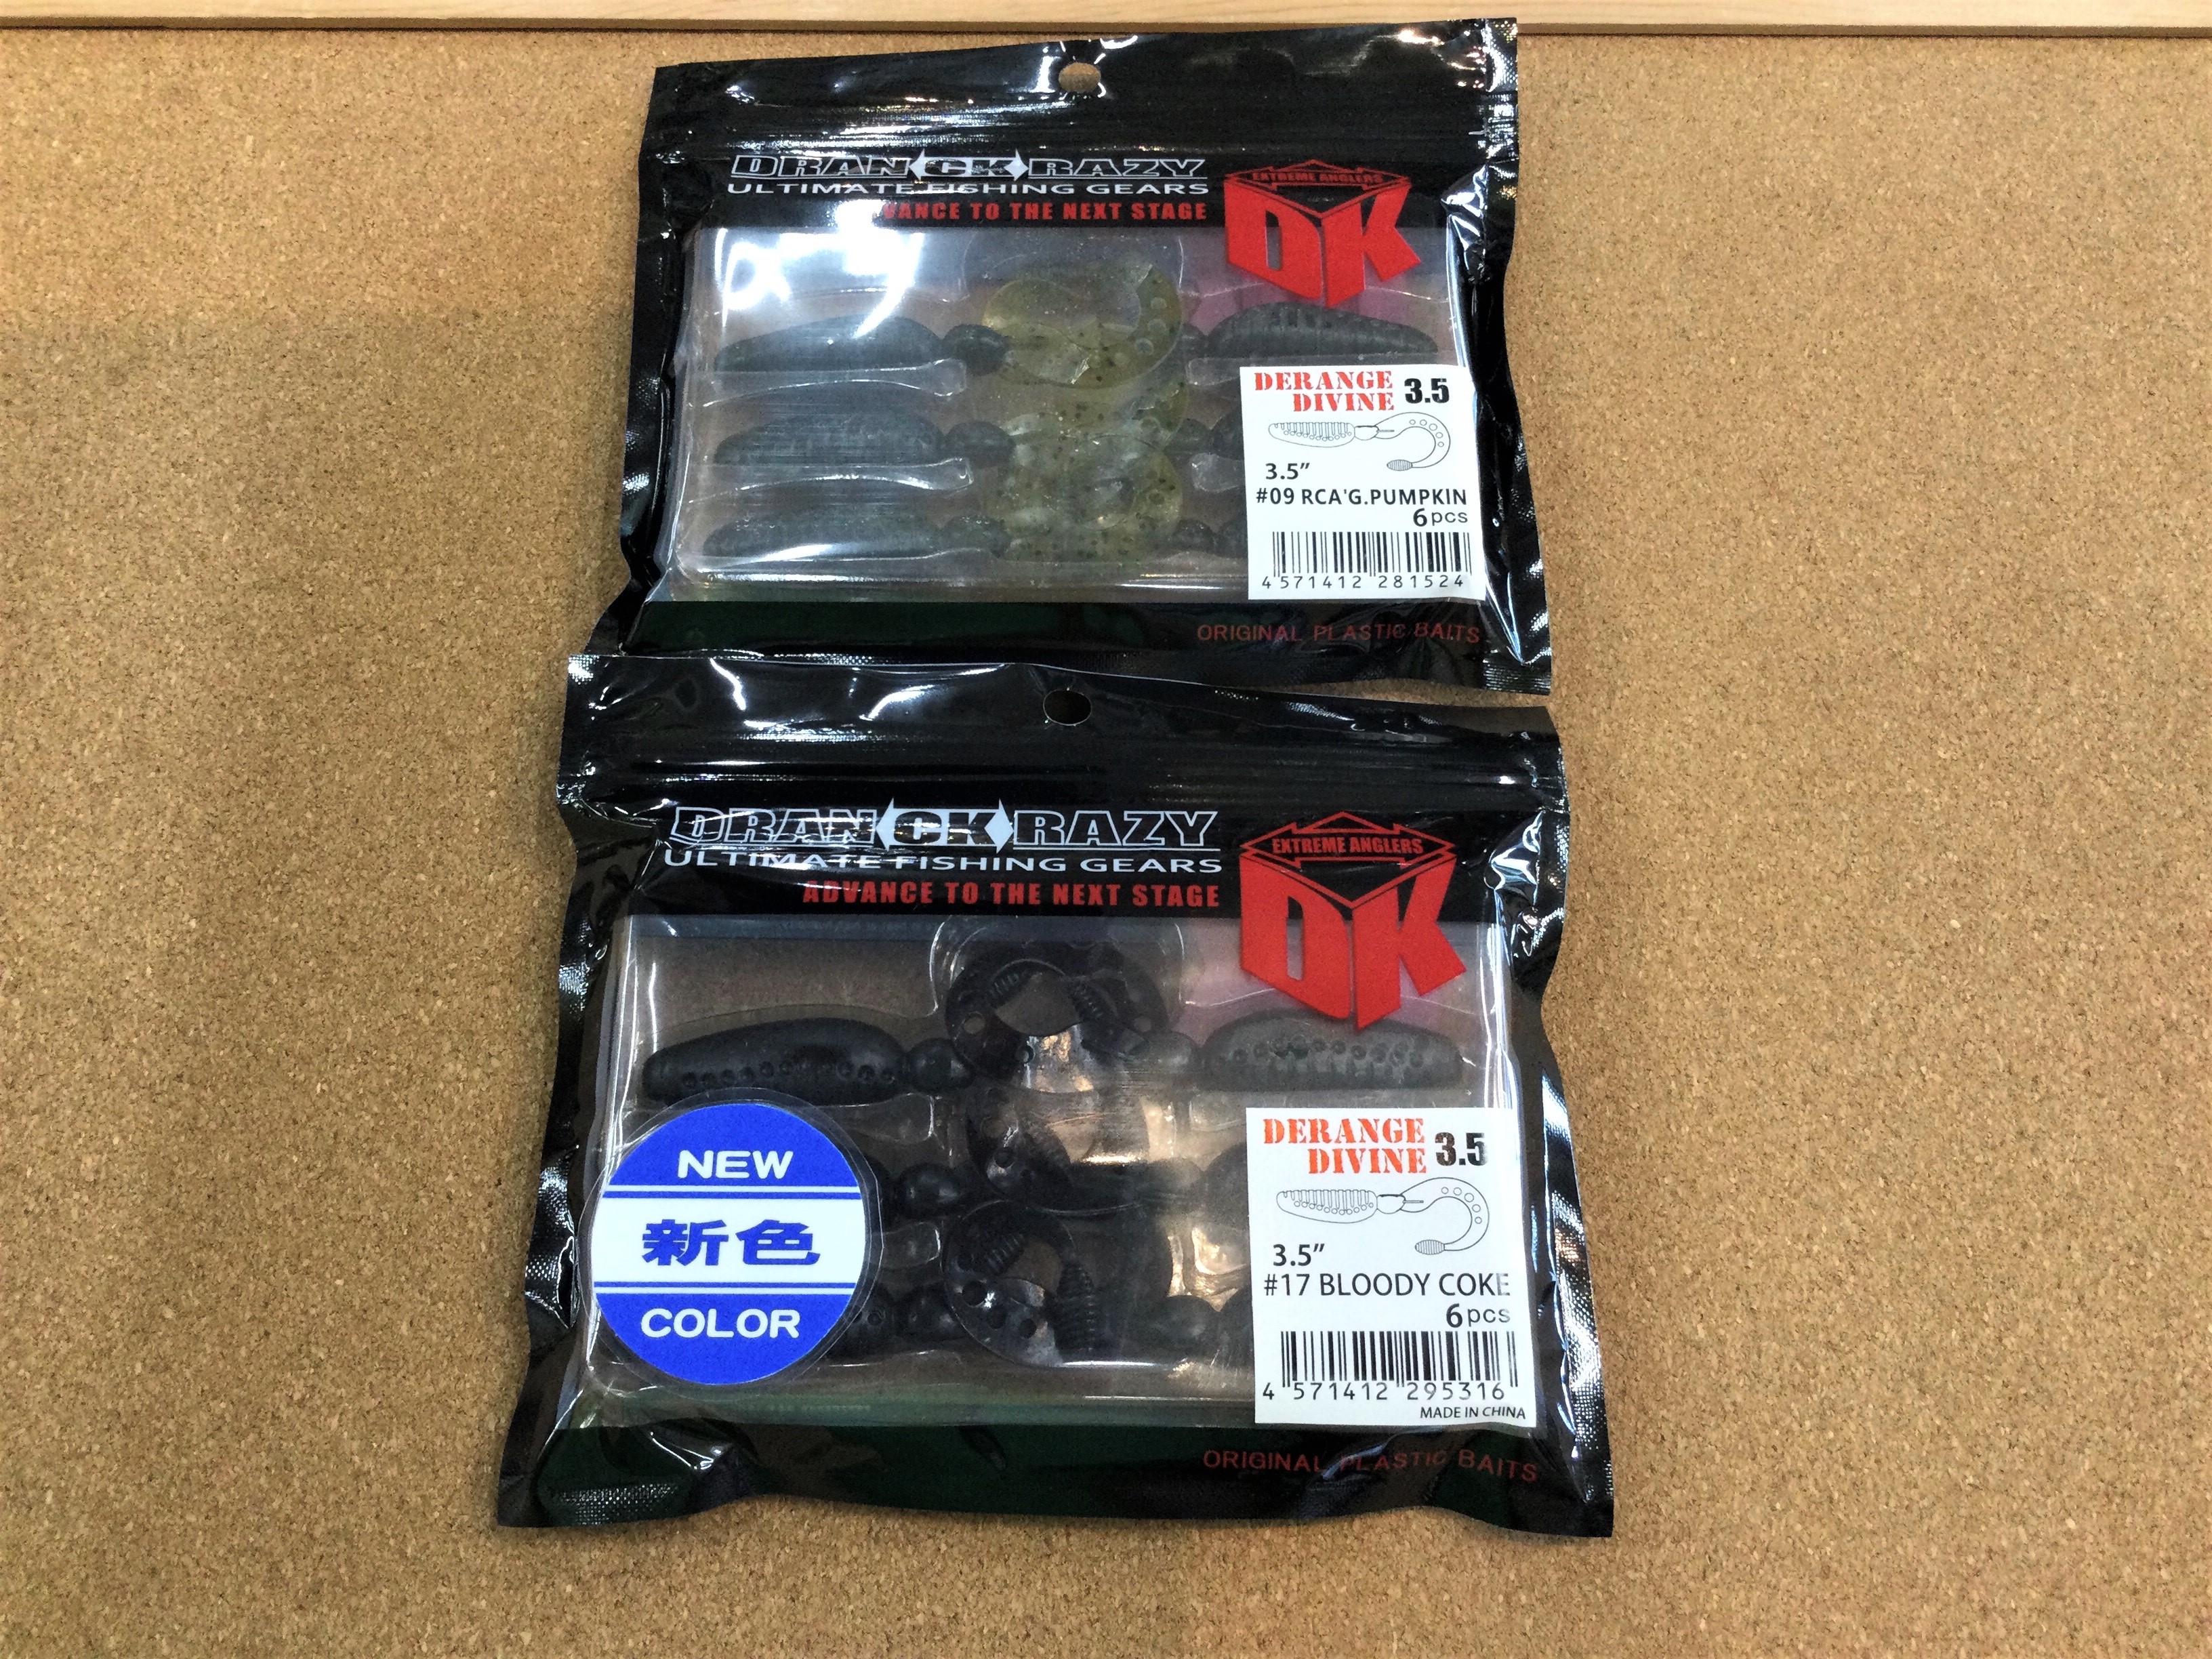 DRANCKRAZY
ULTIMATE FISHING GEARS
VANCE TO THE NEXT STAGE
EXTREME ANGLERS
DK
DERANGE
DIVINE 3.5
3.5"
#09 RCA'G.PUMPKIN
6pcs
4 571412 281524
ORIGINAL PLASTIC BAITS
DRANCKRAZY
ULTIMATE FISHING GEARS
ADVANCE TO THE NEXT STAGE
EXTREME ANGLERS
DK
NEW
新色
COLOR
DERANGE
DIVINE 3.5
3.5"
#17 BLOODY COKE
6pcs
4 571412 295316
MADE IN CHINA
ORIGINAL PLASTIC BAITS